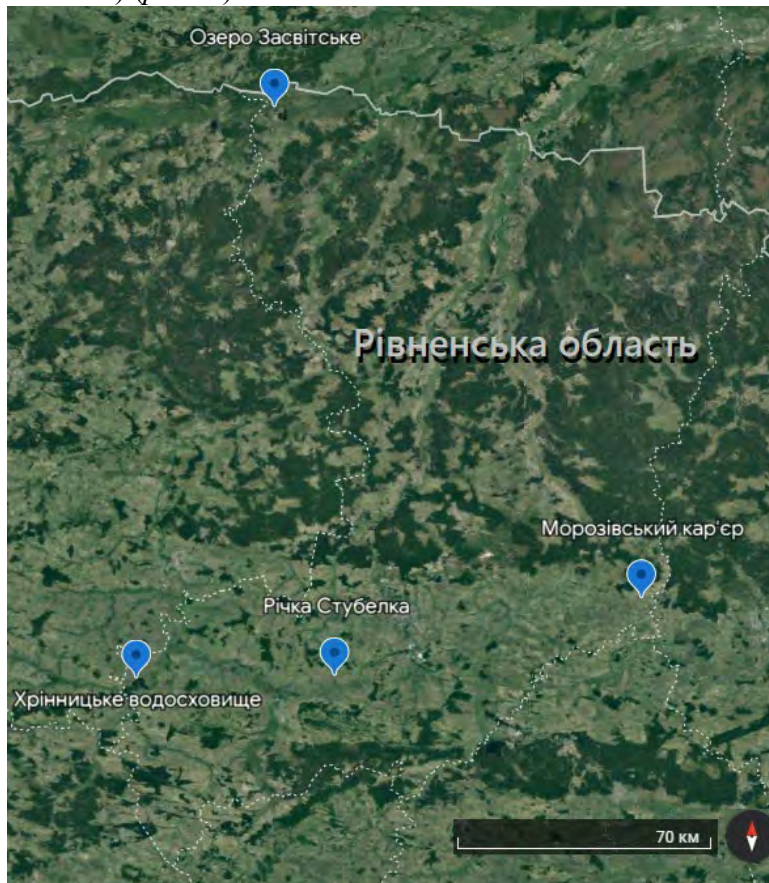 Озеро Засвітське
Рівненська область
Морозівський кар'єр
Річка Стубелка
Хрінницьке водосховище
70 км